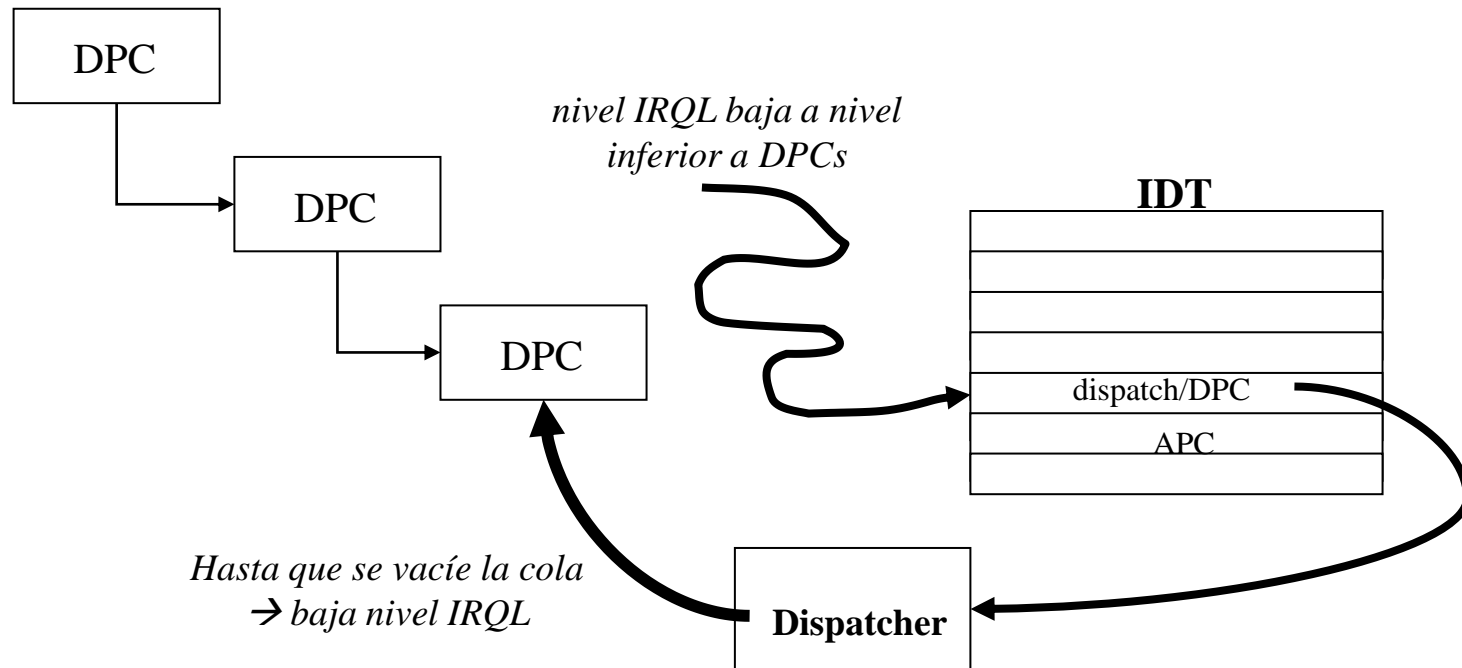 DPC
DPC
DPC
nivel IRQL baja a nivel
inferior a DPCs
IDT
dispatch/DPC
APC
Hasta que se vacíe la cola
→ baja nivel IRQL
Dispatcher